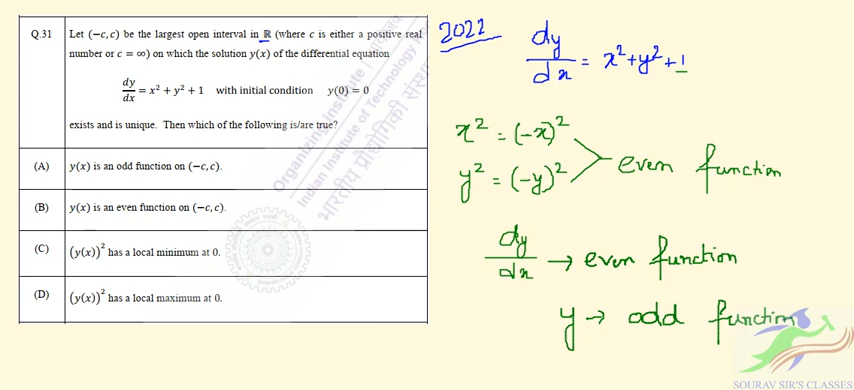 Q.31
Let (−c, c) be the largest open interval in ℝ (where c is either a positive real
number or c = ∞) on which the solution y(x) of the differential equation
dy/dx = x² + y² + 1 with initial condition y(0) = 0
exists and is unique. Then which of the following is/are true?
(A) y(x) is an odd function on (−c, c).
(B) y(x) is an even function on (−c, c).
(C) (y(x))² has a local minimum at 0.
(D) (y(x))² has a local maximum at 0.
2022
dy/dx = x²+y²+1
x² = (-x)²
y² = (-y)²
even function
dy/dx → even function
y → odd function
SOURAV SIR'S CLASSES